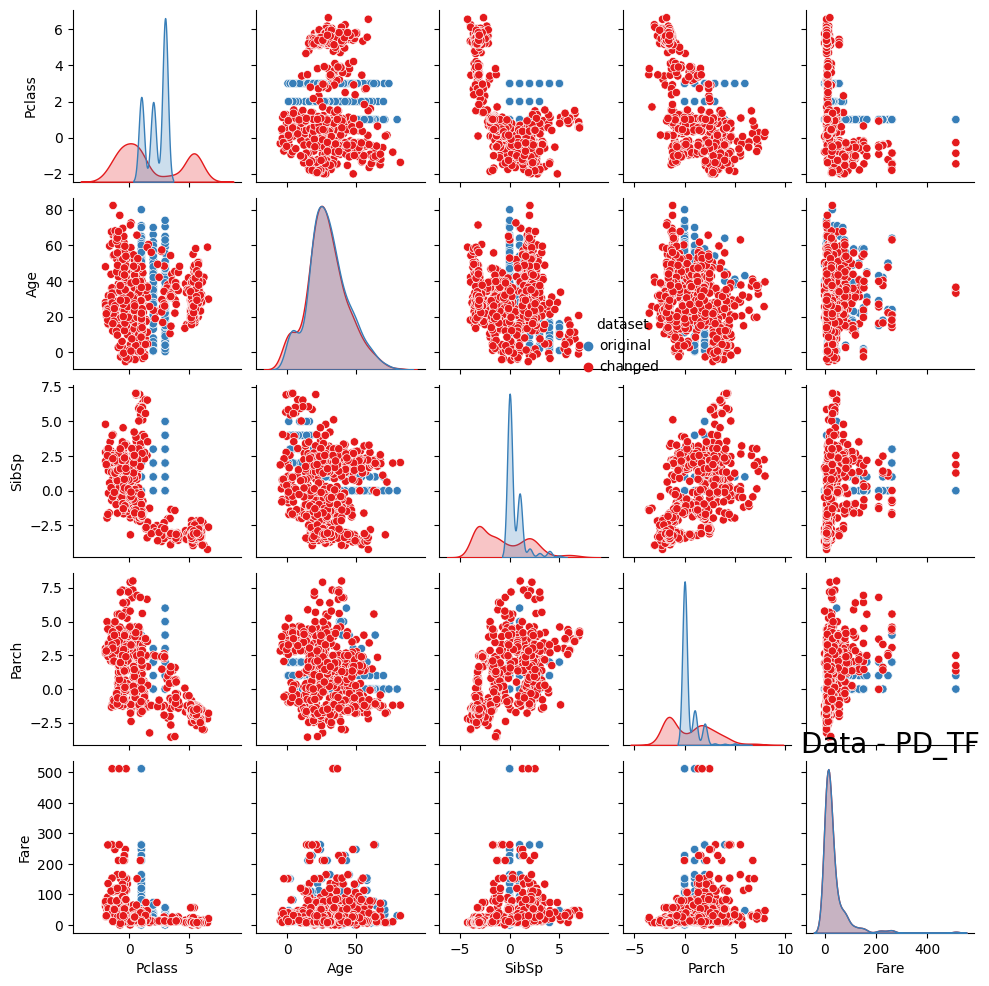 Pclass
6
4
2
0
−2
Age
80
60
40
20
0
dataset
original
changed
SibSp
7.5
5.0
2.5
0.0
−2.5
Parch
7.5
5.0
2.5
0.0
−2.5
Data - PD_TF
Fare
500
400
300
200
100
0
0 5 0 50 −5 0 5 −5 0 5 10 0 200 400
Pclass Age SibSp Parch Fare